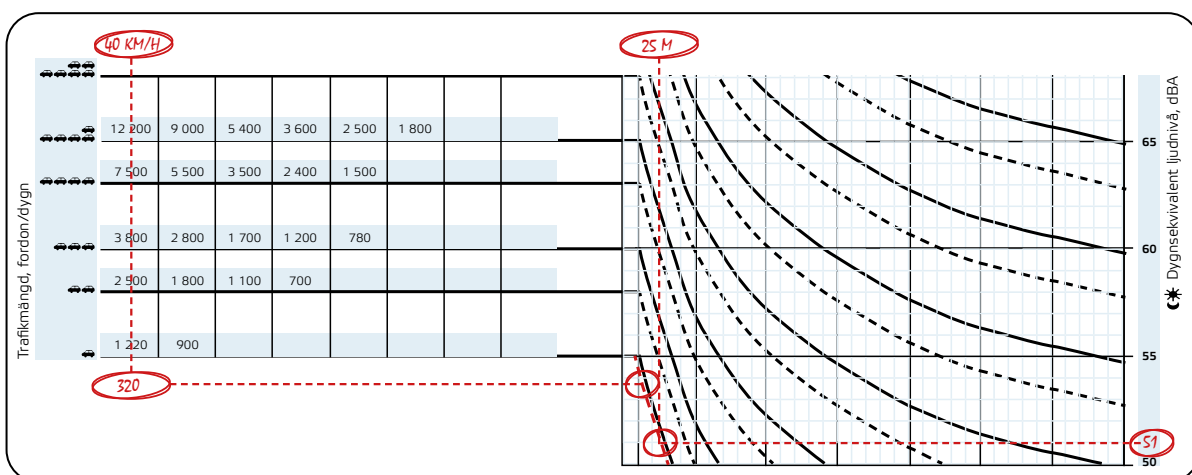 40 KM/H
25 M
12 200 9 000 5 400 3 600 2 500 1 800
65
7 500 5 500 3 500 2 400 1 500
3 800 2 800 1 700 1 200 780
60
2 500 1 800 1 100 700
1 220 900
55
320
51
50
Trafikmängd, fordon/dygn
Dygnsekvivalent ljudnivå, dBA